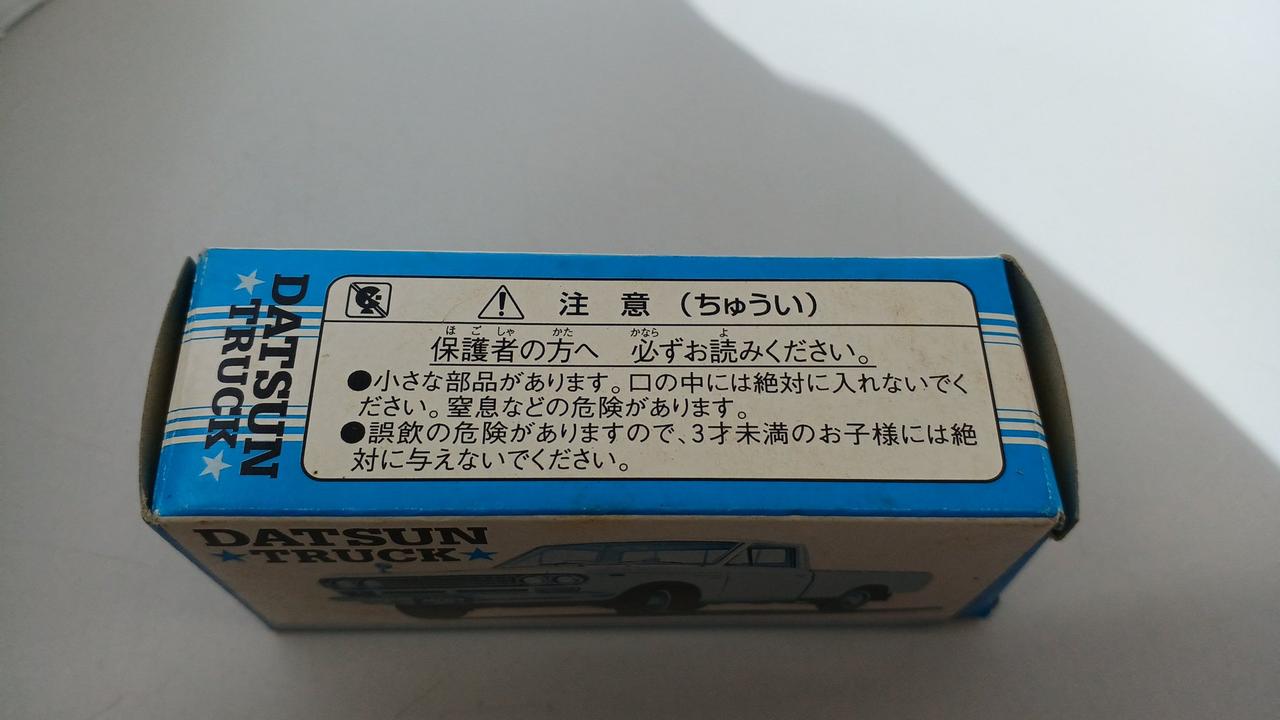 DATSUN
TRUCK
注 意 (ちゅうい)
ほ ご しゃ かた かなら よ
保護者の方へ 必ずお読みください。
●小さな部品があります。口の中には絶対に入れないでく
ださい。窒息などの危険があります。
●誤飲の危険がありますので、3才未満のお子様には絶
対に与えないでください。
DATSUN
TRUCK